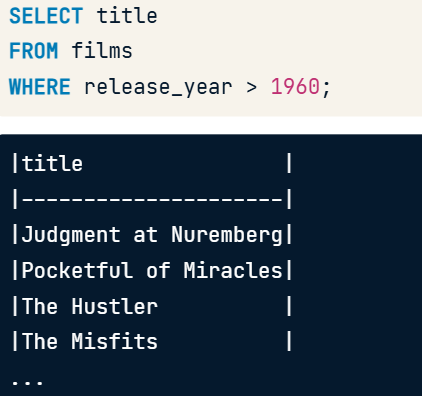 SELECT title
FROM films
WHERE release_year > 1960;
|title                |
|---------------------|
|Judgment at Nuremberg|
|Pocketful of Miracles|
|The Hustler          |
|The Misfits          |
...